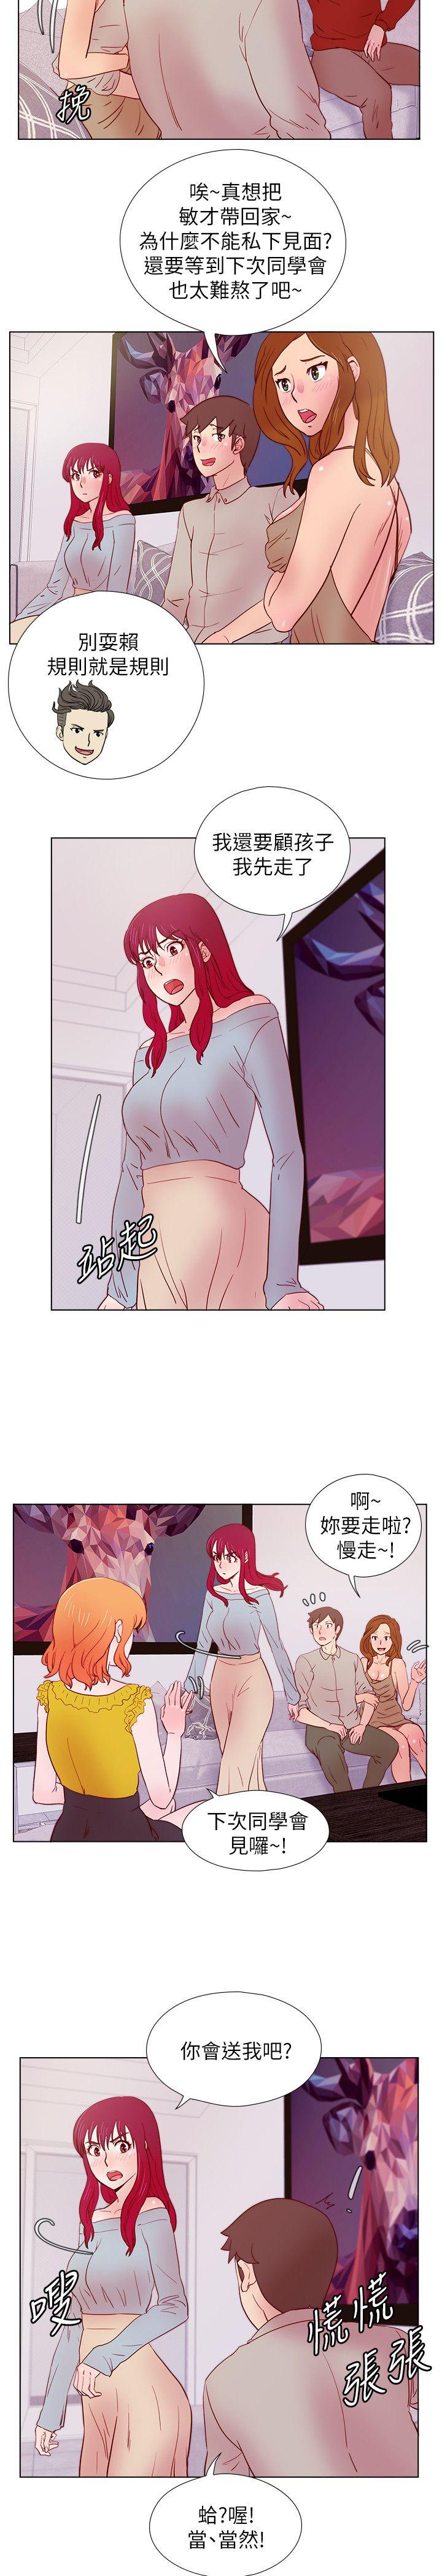 挽
唉~真想把
敏才帶回家~
為什麼不能私下見面?
還要等到下次同學會
也太難熬了吧~
別耍賴
規則就是規則
我還要顧孩子
我先走了
站起
啊~
妳要走啦?
慢走~!
下次同學會
見囉~!
你會送我吧?
嗖
慌慌
張張
蛤?喔!
當、當然!